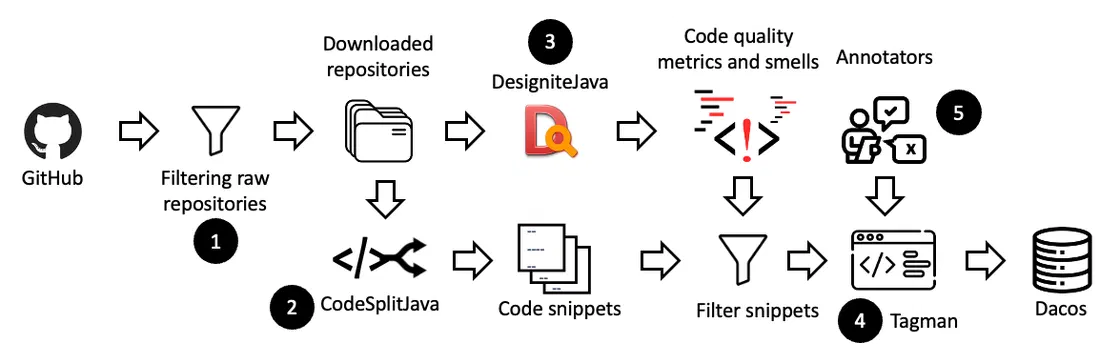 GitHub
Filtering raw
repositories
1
Downloaded
repositories
3
DesigniteJava
D
Code quality
metrics and smells
<!>
Annotators
5
x
</
2
CodeSplitJava
Code snippets
Filter snippets
</>
4
Tagman
Dacos